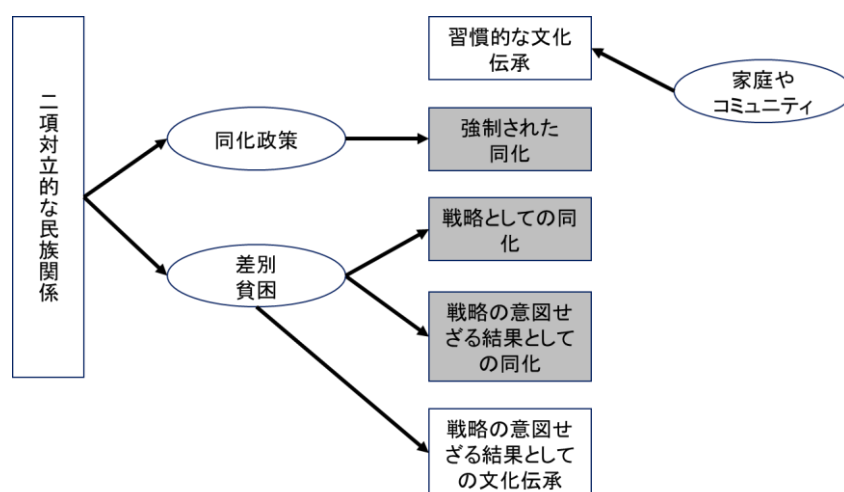 二項対立的な民族関係
同化政策
差別
貧困
習慣的な文化
伝承
強制された
同化
戦略としての同
化
戦略の意図せ
ざる結果として
の同化
戦略の意図せ
ざる結果として
の文化伝承
家庭や
コミュニティ